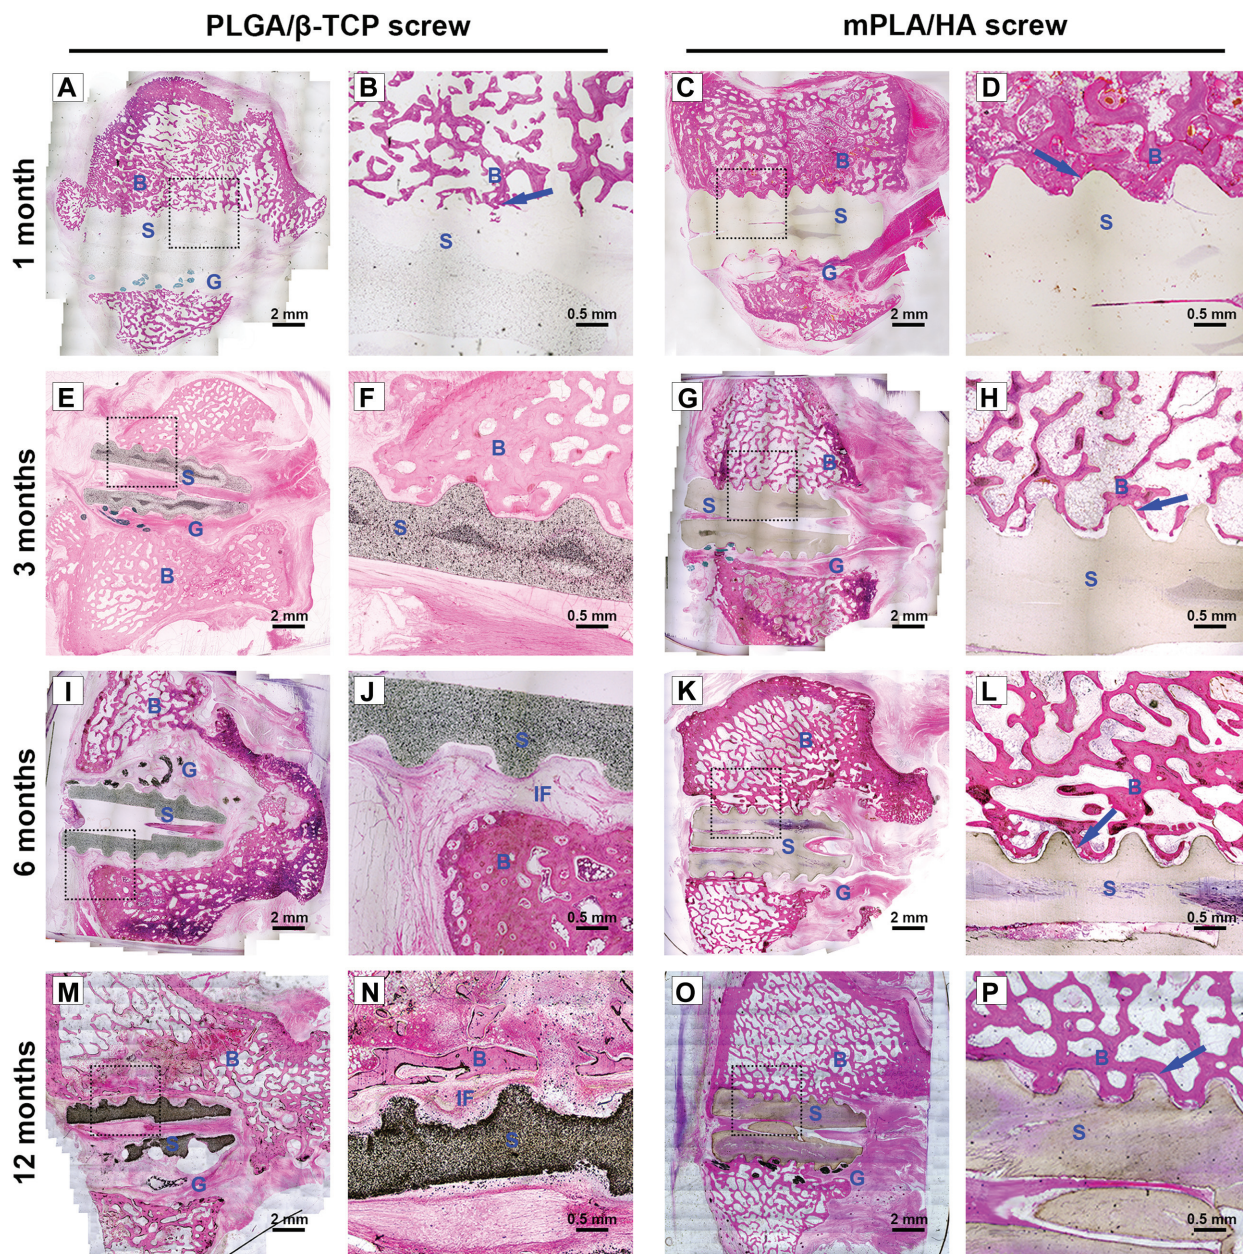 PLGA/β-TCP screw mPLA/HA screw
1 month
A B S G 2 mm
B B S 0.5 mm
C B S G 2 mm
D B S 0.5 mm
3 months
E S G B 2 mm
F B S 0.5 mm
G B S G 2 mm
H B S 0.5 mm
6 months
I B G S 2 mm
J S IF B 0.5 mm
K B S G 2 mm
L B S 0.5 mm
12 months
M B S G 2 mm
N B IF S 0.5 mm
O B S G 2 mm
P B S 0.5 mm